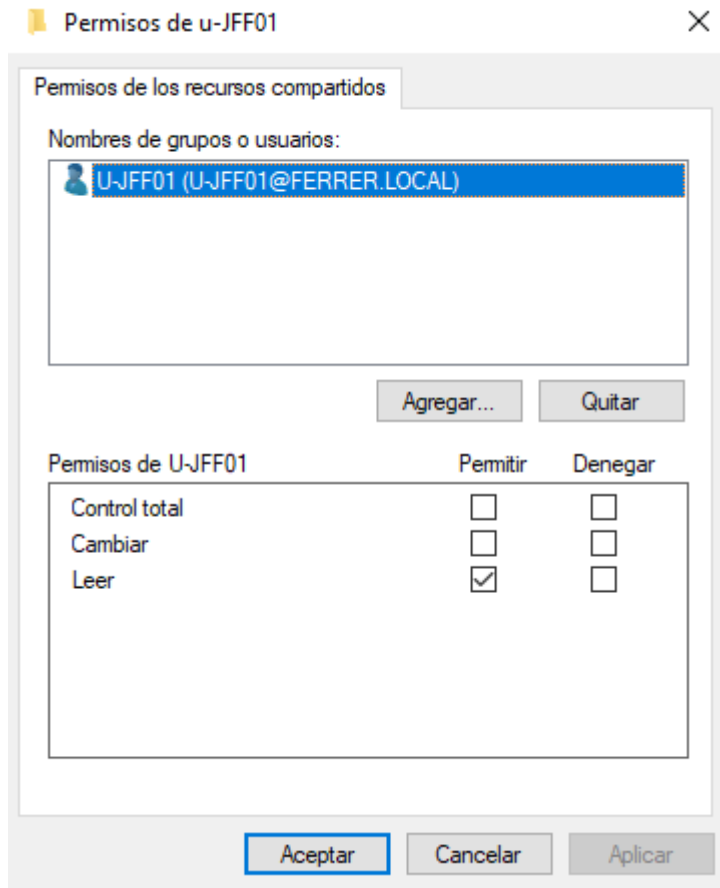 Permisos de u-JFF01
Permisos de los recursos compartidos
Nombres de grupos o usuarios:
U-JFF01 (U-JFF01@FERRER.LOCAL)
Agregar... Quitar
Permisos de U-JFF01 Permitir Denegar
Control total
Cambiar
Leer
Aceptar Cancelar Aplicar